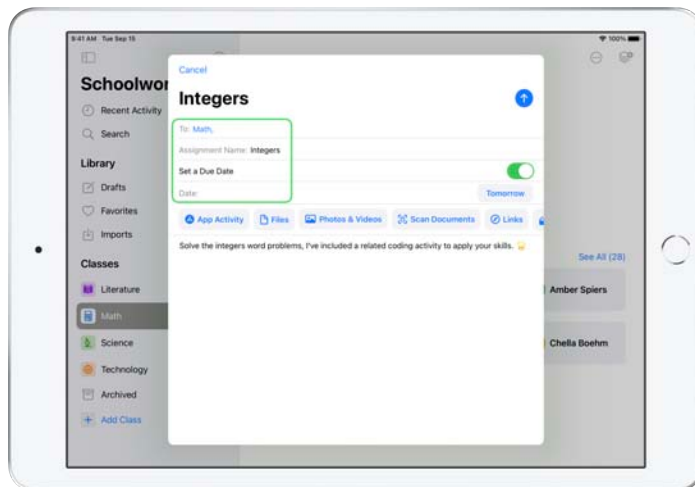 9:41 AM Tue Sep 15
100%
Schoolwor
Recent Activity
Search
Library
Drafts
Favorites
Imports
Classes
Literature
Math
Science
Technology
Archived
Add Class
Cancel
Integers
To: Math,
Assignment Name: Integers
Set a Due Date
Date: Tomorrow
App Activity Files Photos & Videos Scan Documents Links
Solve the integers word problems, I've included a related coding activity to apply your skills.
See All (28)
Amber Spiers
Chella Boehm